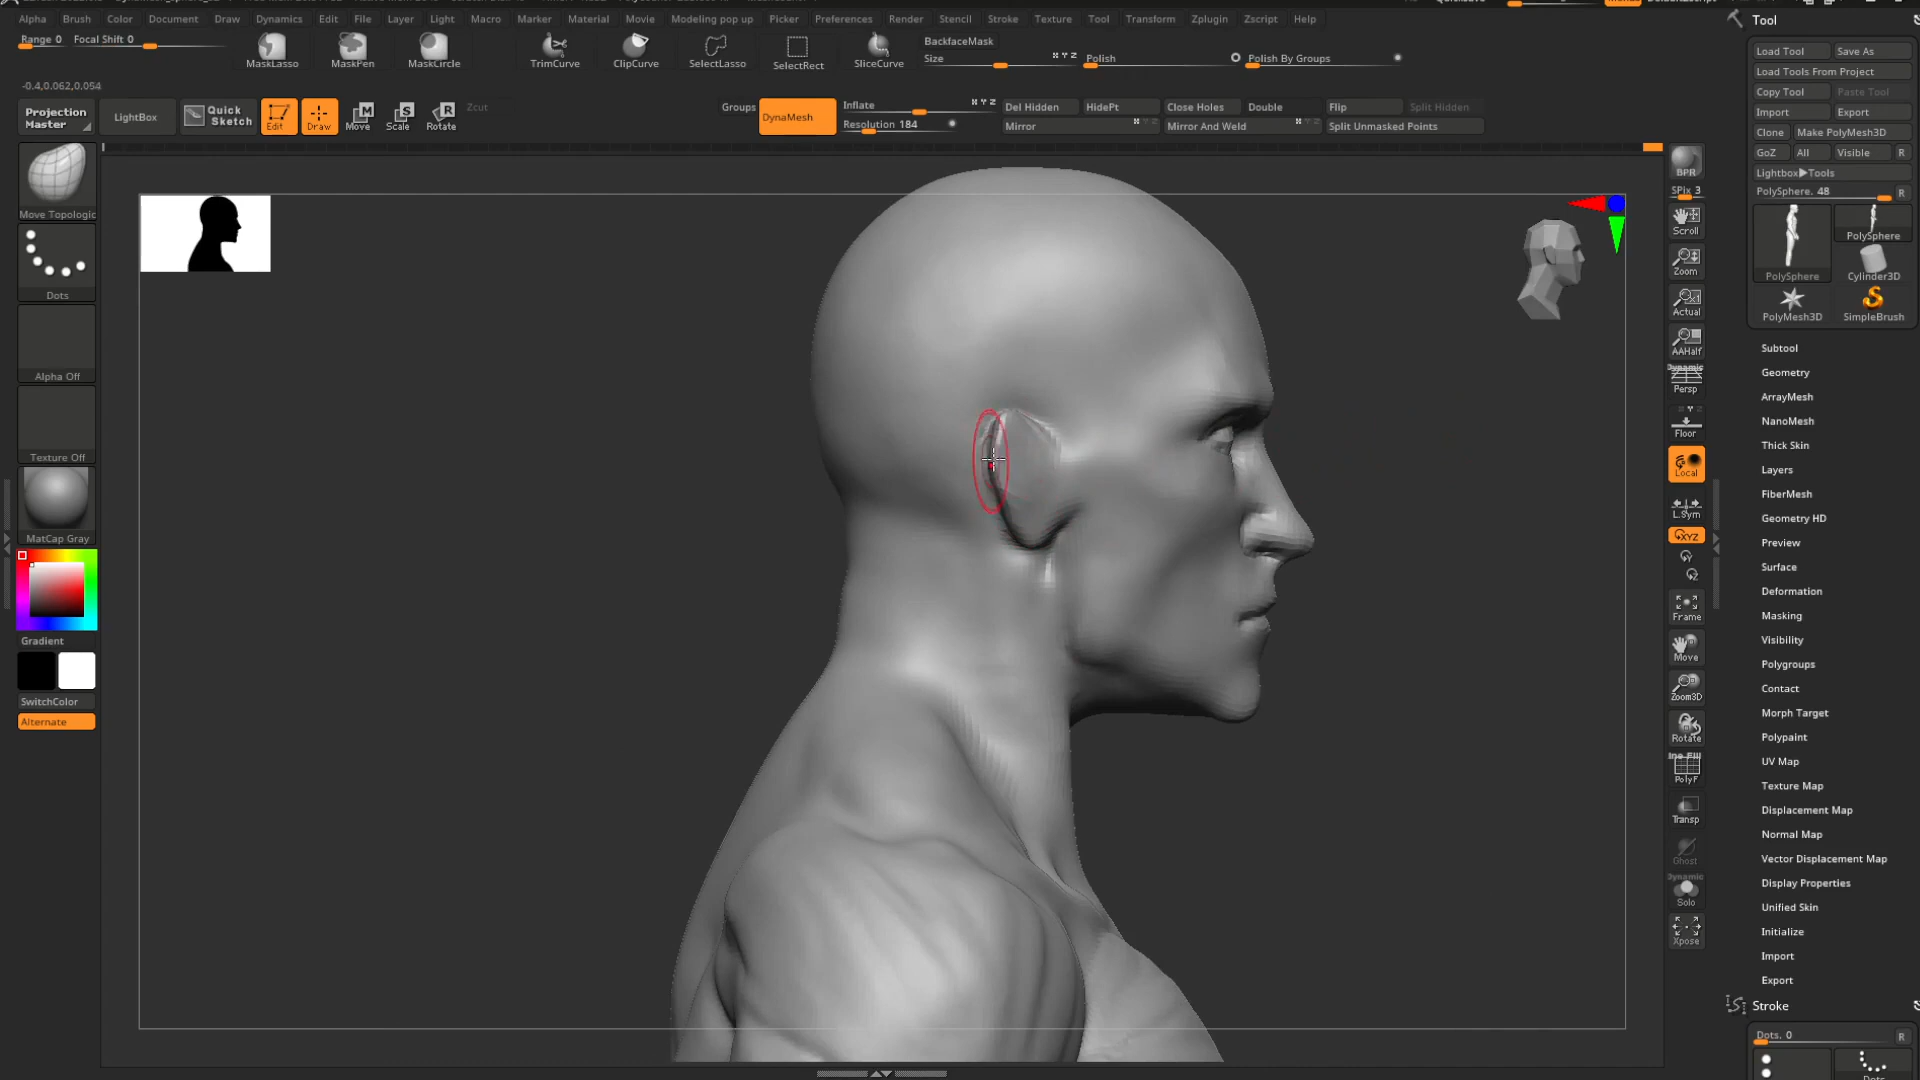 Alpha Brush Color Document Draw Dynamics Edit File Layer Light Macro Marker Material Movie Modeling pop up Picker Preferences Render Stencil Stroke Texture Tool Transform Zplugin Zscript Help
Range 0 Focal Shift 0
MaskLasso MaskPen MaskCircle TrimCurve ClipCurve SelectLasso SelectRect SliceCurve
BackfaceMask
Size X Y Z Polish Polish By Groups
-0.4,0.062,0.054
Projection Master
LightBox
Quick Sketch
Edit Draw Move Scale Rotate
Zcut
Groups DynaMesh
Inflate X Y Z
Resolution 184
Del Hidden HidePt Close Holes Double Flip Split Hidden
Mirror Mirror And Weld Split Unmasked Points
Move Topologic
Dots
Alpha Off
Texture Off
MatCap Gray
Gradient
SwitchColor
Alternate
BPR
SPix 3
Scroll
Zoom
Actual
AAHalf
Dynamic
Persp
Floor
Local
L.Sym
XYZ
Frame
Move
Zoom3D
Rotate
PolyF
Transp
Ghost
Dynamic
Solo
Xpose
Tool
Load Tool Save As
Load Tools From Project
Copy Tool Paste Tool
Import Export
Clone Make PolyMesh3D
GoZ All Visible R
Lightbox▶Tools
PolySphere. 48 R
PolySphere
PolySphere Cylinder3D
PolyMesh3D SimpleBrush
Subtool
Geometry
ArrayMesh
NanoMesh
Thick Skin
Layers
FiberMesh
Geometry HD
Preview
Surface
Deformation
Masking
Visibility
Polygroups
Contact
Morph Target
Polypaint
UV Map
Texture Map
Displacement Map
Normal Map
Vector Displacement Map
Display Properties
Unified Skin
Initialize
Import
Export
Stroke
Dots. 0 R